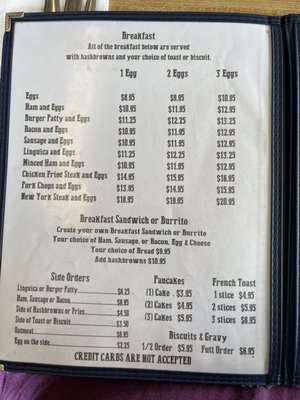 Breakfast
All of the breakfast below are served
with hashbrowns and your choice of toast or biscuit.
1 Egg 2 Eggs 3 Eggs
Eggs $8.95 $9.95 $10.95
Ham and Eggs $10.95 $11.95 $12.95
Burger Patty and Eggs $11.25 $12.25 $13.25
Bacon and Eggs $10.95 $11.95 $12.95
Sausage and Eggs $10.95 $11.95 $12.95
Linguica and Eggs $11.25 $12.25 $13.25
Minced Ham and Eggs $10.95 $11.95 $12.95
Chicken Fried Steak and Eggs $14.95 $15.95 $16.95
Pork Chops and Eggs $13.95 $14.95 $15.95
New York Steak and Eggs $18.95 $19.95 $20.95
Breakfast Sandwich or Burrito
Create your own Breakfast Sandwich or Burrito
Your choice of Ham, Sausage, or Bacon, Egg & Cheese
Your choice of Bread $9.95
Add hashbrowns $10.95
Side Orders
Linguica or Burger Patty $6.25
Ham, Sausage or Bacon
Side of Hashbrowns or Fries $4.50
Side of Toast or Biscuit $3.50
Oatmeal
Egg on the side $2.25
Pancakes
(1) Cake . $3.95
(2) Cakes $4.95
(3) Cakes $5.95
French Toast
1 slice $4.95
2 slices $5.95
3 slices $6.95
Biscuits & Gravy
1/2 Order $5.95 Full Order $8.95
CREDIT CARDS ARE NOT ACCEPTED